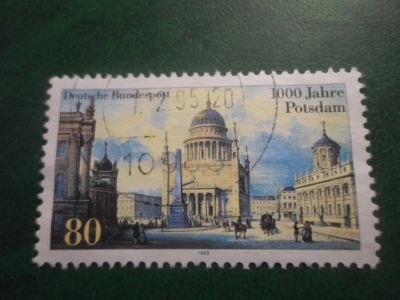 Deutsche Bundespost
1000 Jahre
Potsdam
80
1993